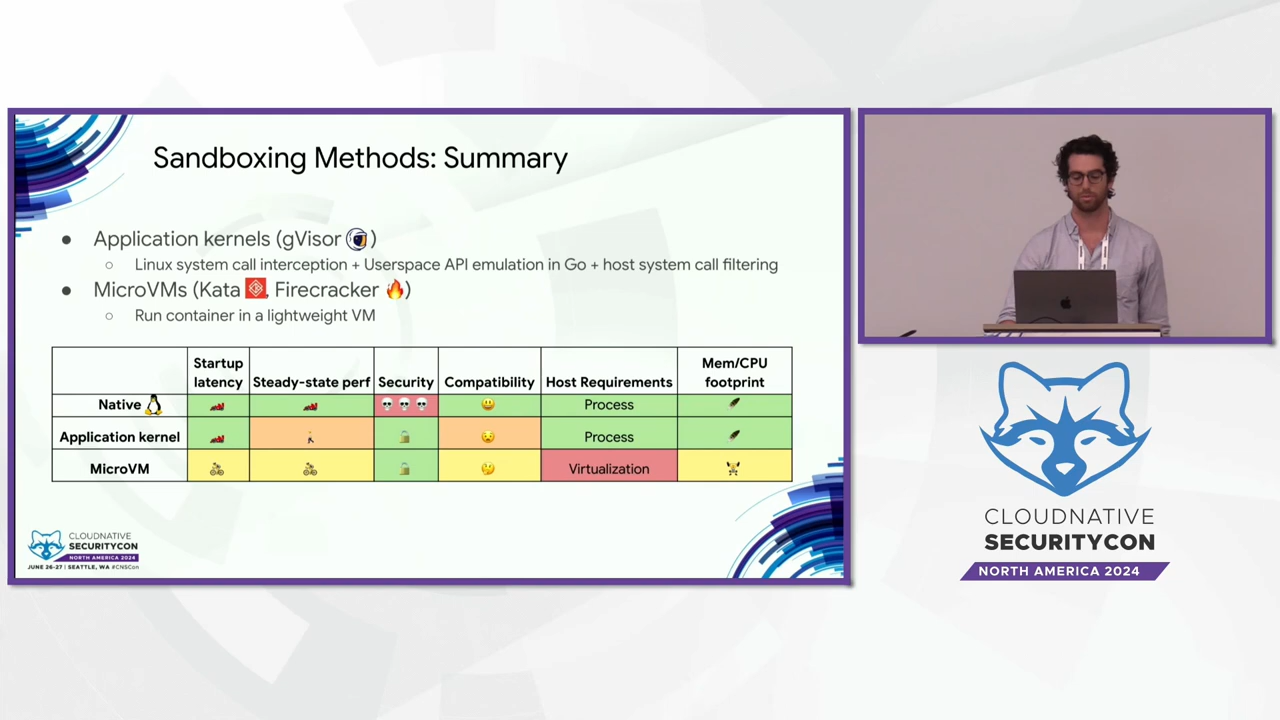 Sandboxing Methods: Summary
● Application kernels (gVisor )
○ Linux system call interception + Userspace API emulation in Go + host system call filtering
● MicroVMs (Kata , Firecracker 🔥)
○ Run container in a lightweight VM
Startup latency Steady-state perf Security Compatibility Host Requirements Mem/CPU footprint
Native Process
Application kernel Process
MicroVM Virtualization
CLOUDNATIVE
SECURITYCON
NORTH AMERICA 2024
JUNE 26-27 | SEATTLE, WA #CNSCon
CLOUDNATIVE
SECURITYCON
NORTH AMERICA 2024